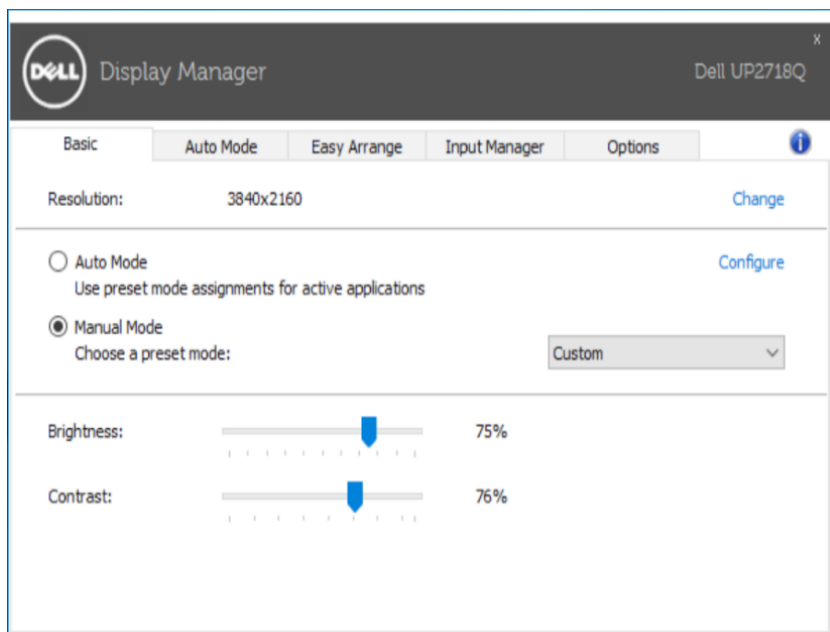 DELL Display Manager
x
Dell UP2718Q
Basic Auto Mode Easy Arrange Input Manager Options i
Resolution: 3840x2160 Change
Auto Mode Configure
Use preset mode assignments for active applications
Manual Mode
Choose a preset mode: Custom
Brightness: 75%
Contrast: 76%